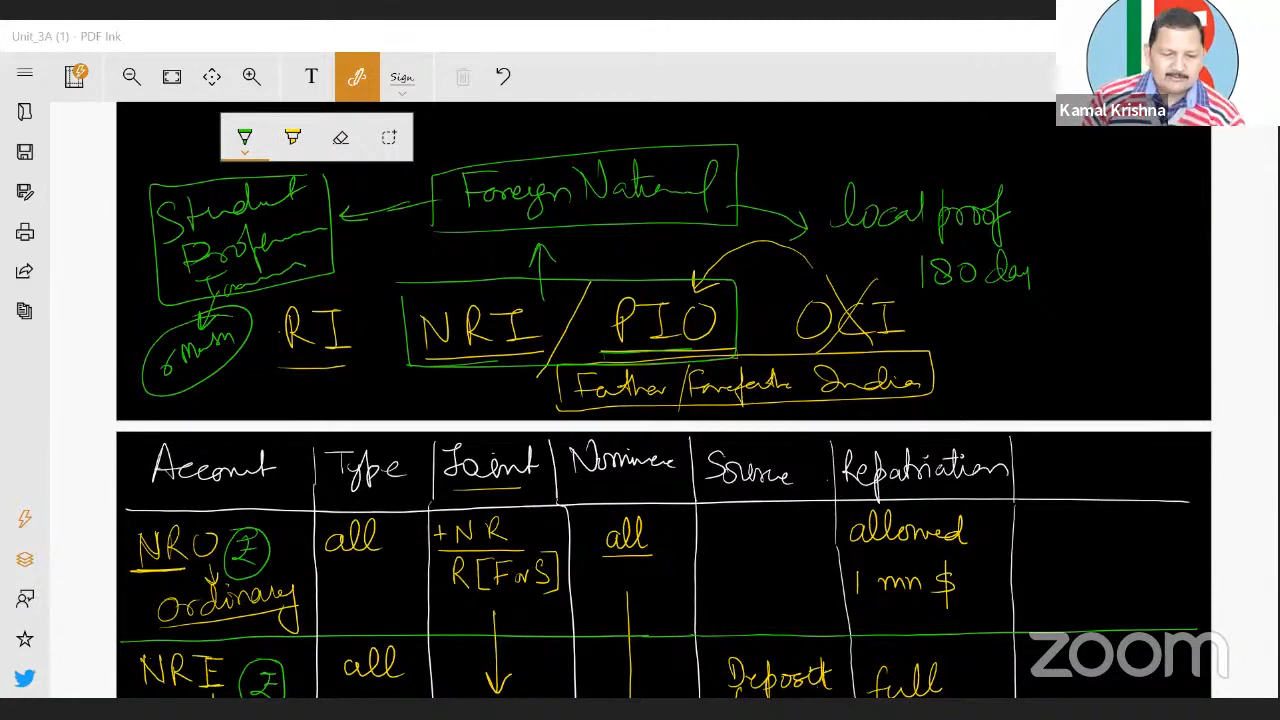 Unit_3A (1) - PDF Ink
T
Sign
Kamal Krishna
Foreign National
Student
local proof
180 day
RI NRI / PIO OCI
Father / Forefather India
Account Type Joint Nominee Source Repatriation
NRO ₹ all + NR all allowed
R [F or S] 1 mn $
Ordinary
NRE ₹ all Deposit full
zoom